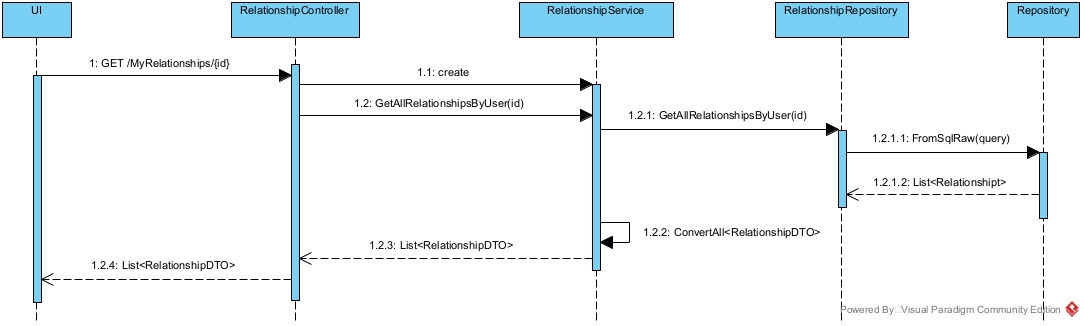 UI
RelationshipController
RelationshipService
RelationshipRepository
Repository
1: GET /MyRelationships/{id}
1.1: create
1.2: GetAllRelationshipsByUser(id)
1.2.1: GetAllRelationshipsByUser(id)
1.2.1.1: FromSqlRaw(query)
1.2.1.2: List<Relationshipt>
1.2.2: ConvertAll<RelationshipDTO>
1.2.3: List<RelationshipDTO>
1.2.4: List<RelationshipDTO>
Powered By Visual Paradigm Community Edition